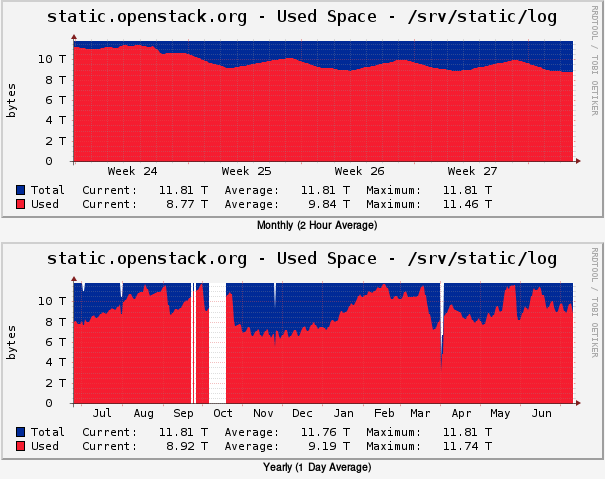 static.openstack.org - Used Space - /srv/static/log
RRDTOOL / TOBI OETIKER
bytes
10 T
8 T
6 T
4 T
2 T
0
Week 24 Week 25 Week 26 Week 27
Total Current: 11.81 T Average: 11.81 T Maximum: 11.81 T
Used Current: 8.77 T Average: 9.84 T Maximum: 11.46 T
Monthly (2 Hour Average)
static.openstack.org - Used Space - /srv/static/log
RRDTOOL / TOBI OETIKER
bytes
10 T
8 T
6 T
4 T
2 T
0
Jul Aug Sep Oct Nov Dec Jan Feb Mar Apr May Jun
Total Current: 11.81 T Average: 11.76 T Maximum: 11.81 T
Used Current: 8.92 T Average: 9.19 T Maximum: 11.74 T
Yearly (1 Day Average)